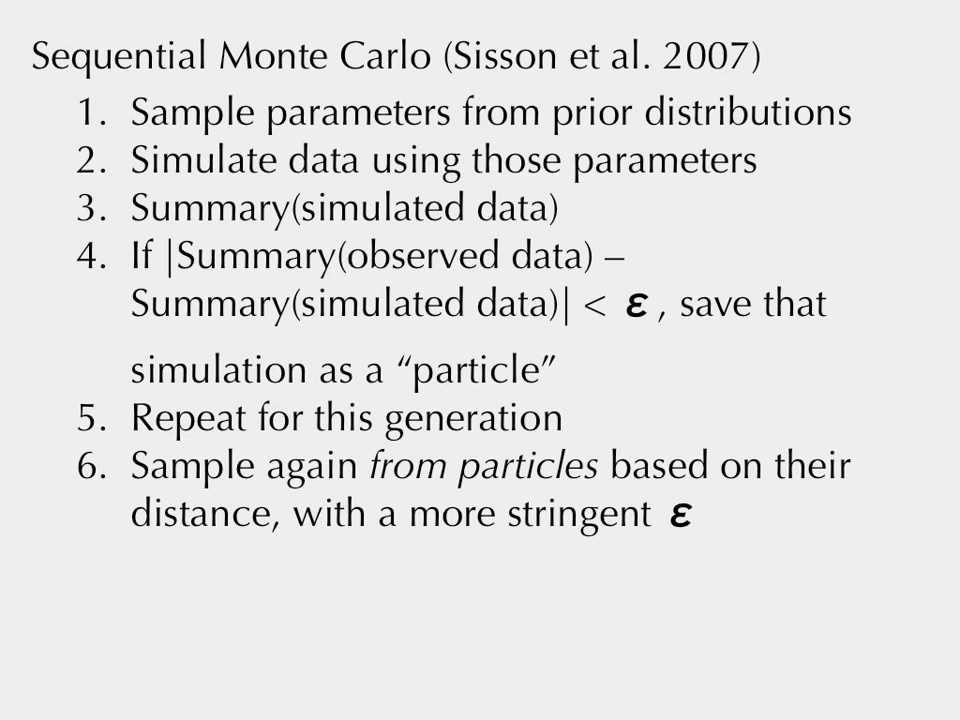 Sequential Monte Carlo (Sisson et al. 2007)
1. Sample parameters from prior distributions
2. Simulate data using those parameters
3. Summary(simulated data)
4. If |Summary(observed data) –
Summary(simulated data)| < ε , save that
simulation as a “particle”
5. Repeat for this generation
6. Sample again from particles based on their
distance, with a more stringent ε